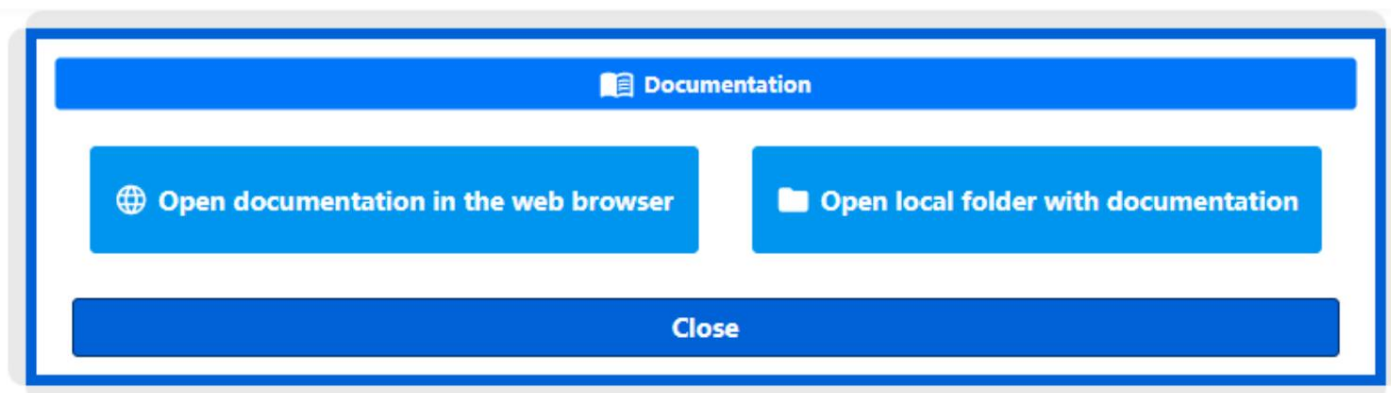 Documentation
Open documentation in the web browser
Open local folder with documentation
Close